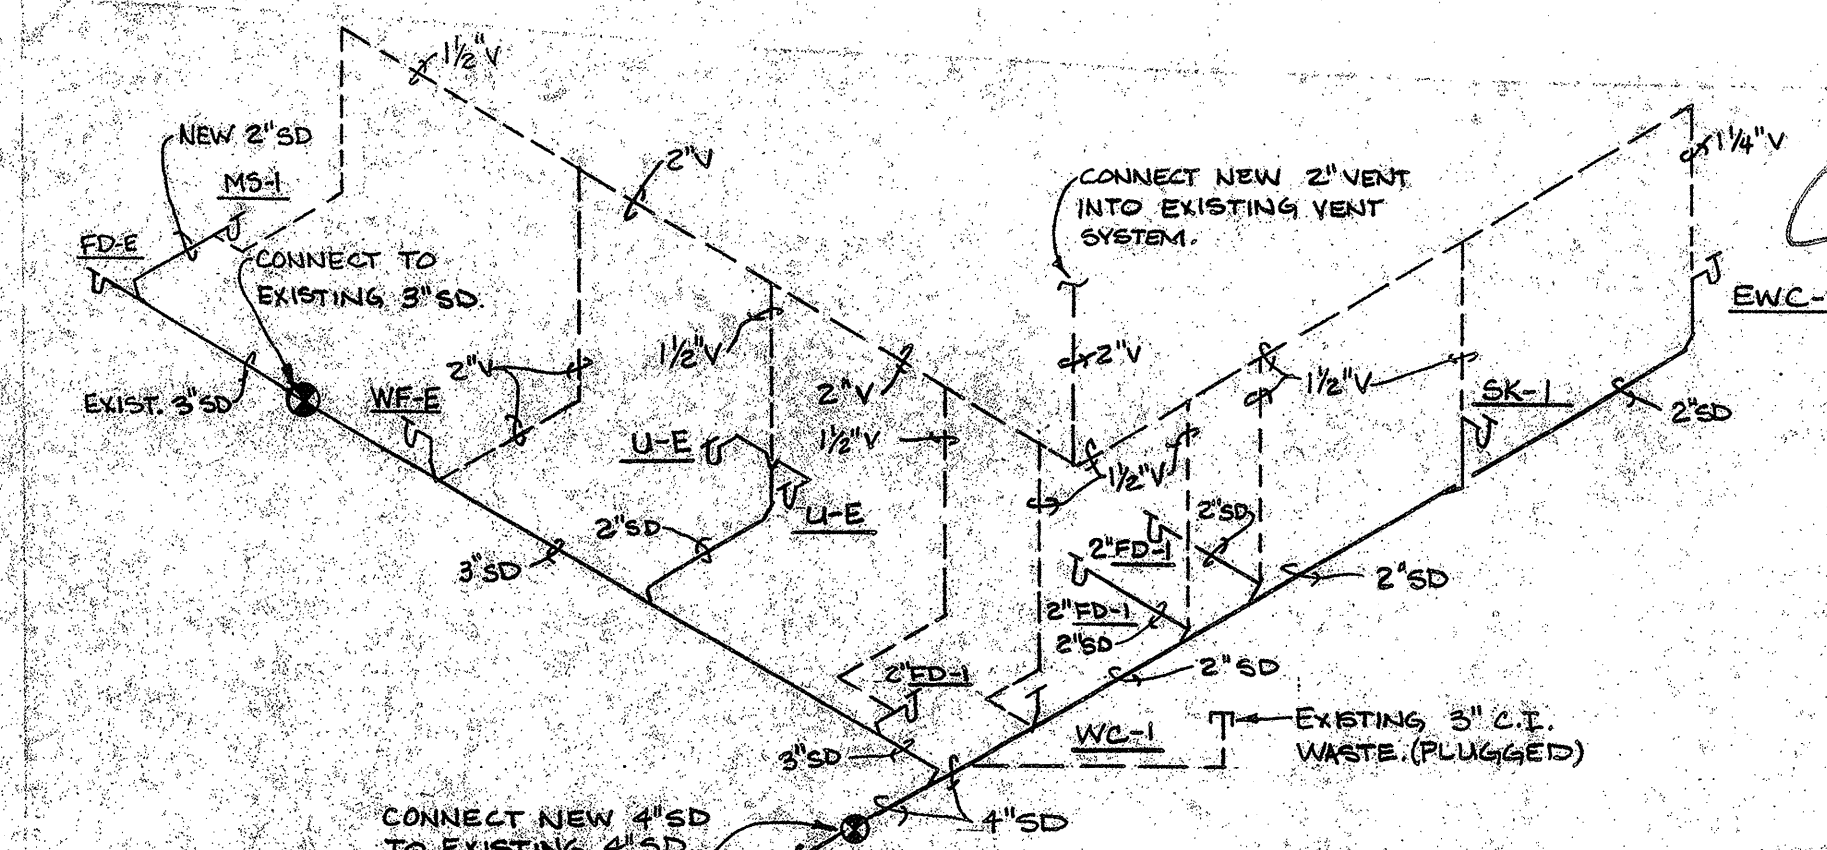 1½"V
NEW 2"SD
MS-1
FD-E
CONNECT TO
EXISTING 3"SD.
EXIST. 3"SD
2"V
WF-E
2"V
1½"V
U-E
U-E
2"SD
3"SD
2"V
1½"V
CONNECT NEW 2" VENT
INTO EXISTING VENT
SYSTEM.
2"V
1½"V
1½"V
1¼"V
EWC-
SK-1
2"SD
2"SD
2"FD-1
2"FD-1
2"SD
2"SD
2"SD
2"FD-1
WC-1
3"SD
EXISTING 3" C.I.
WASTE.(PLUGGED)
4"SD
CONNECT NEW 4"SD
TO EXISTING 4"SD